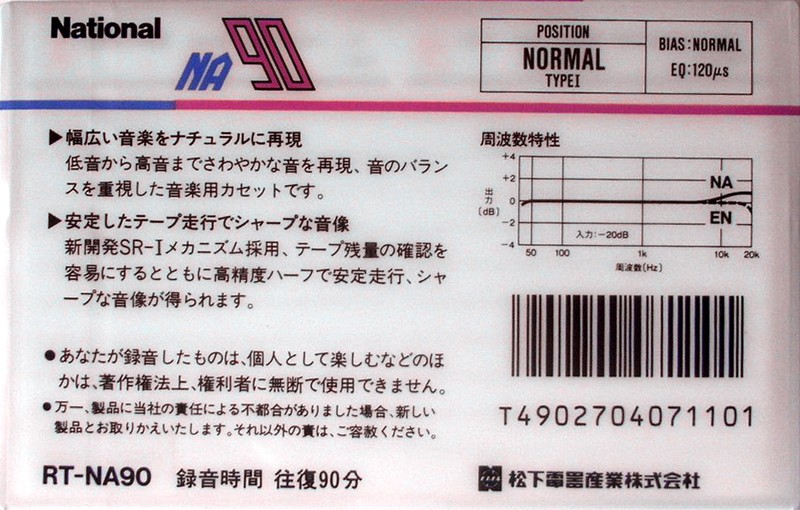 National
NA90
POSITION
NORMAL
TYPE I
BIAS:NORMAL
EQ:120μs
▶幅広い音楽をナチュラルに再現
低音から高音までさわやかな音を再現、音のバラン
スを重視した音楽用カセットです。
▶安定したテープ走行でシャープな音像
新開発SR-Iメカニズム採用、テープ残量の確認を
容易にするとともに高精度ハーフで安定走行、シャ
ープな音像が得られます。
●あなたが録音したものは、個人として楽しむなどのほ
かは、著作権法上、権利者に無断で使用できません。
●万一、製品に当社の責任による不都合がありました場合、新しい
製品とお取りかえいたします。それ以外の責は、ご容赦ください。
周波数特性
出力
〔dB〕
+4
+2
0
-2
-4
NA
EN
入力:-20dB
50 100 1k 10k 20k
周波数〔Hz〕
T4902704071101
RT-NA90 録音時間 往復90分
松下電器産業株式会社